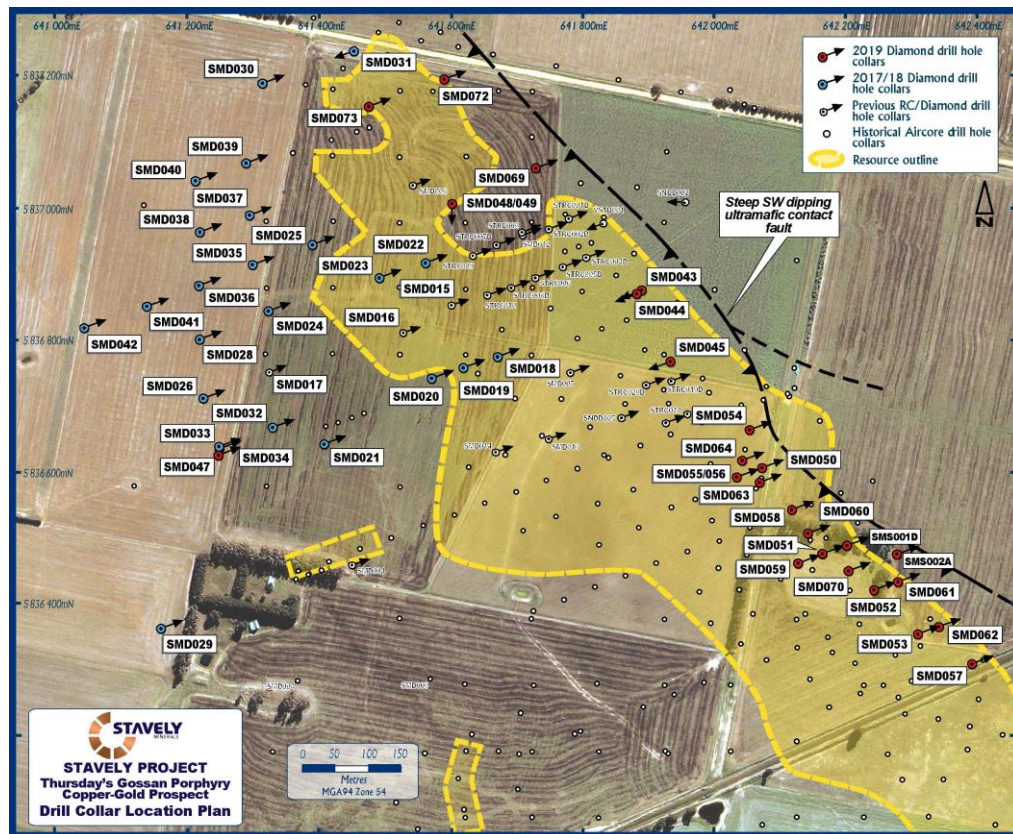 641 000mE
641 200mE
641 400mE
641 600mE
641 800mE
642 000mE
642 200mE
642 400mE
5 837 200mN
5 837 000mN
5 836 800mN
5 836 600mN
5 836 400mN
2019 Diamond drill hole
collars
2017/18 Diamond drill
hole collars
Previous RC/Diamond drill
hole collars
Historical Aircore drill hole
collars
Resource outline
N
Steep SW dipping
ultramafic contact
fault
SMD030
SMD031
SMD072
SMD073
SMD039
SMD040
SMD069
SMD037
SMD048/049
SMD038
SMD025
SMD022
SMD035
SMD023
SMD015
SMD043
SMD036
SMD044
SMD041
SMD024
SMD016
SMD042
SMD028
SMD045
SMD018
SMD017
SMD019
SMD026
SMD020
SMD032
SMD054
SMD033
SMD034
SMD021
SMD064
SMD050
SMD047
SMD055/056
SMD063
SMD060
SMD058
SMS001D
SMD051
SMS002A
SMD059
SMD070
SMD061
SMD052
SMD029
SMD053
SMD062
SMD057
STAVELY
MINERALS
STAVELY PROJECT
Thursday's Gossan Porphyry
Copper-Gold Prospect
Drill Collar Location Plan
0 50 100 150
Metres
MGA94 Zone 54